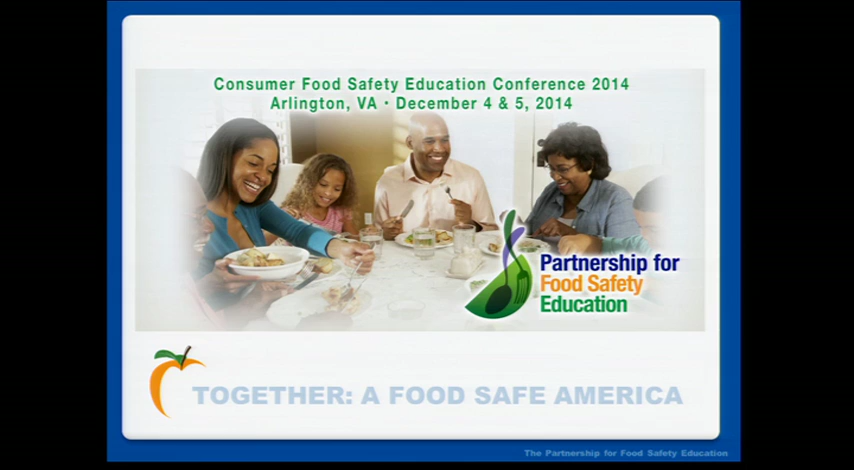 Consumer Food Safety Education Conference 2014
Arlington, VA • December 4 & 5, 2014
Partnership for
Food Safety
Education
TOGETHER: A FOOD SAFE AMERICA
The Partnership for Food Safety Education